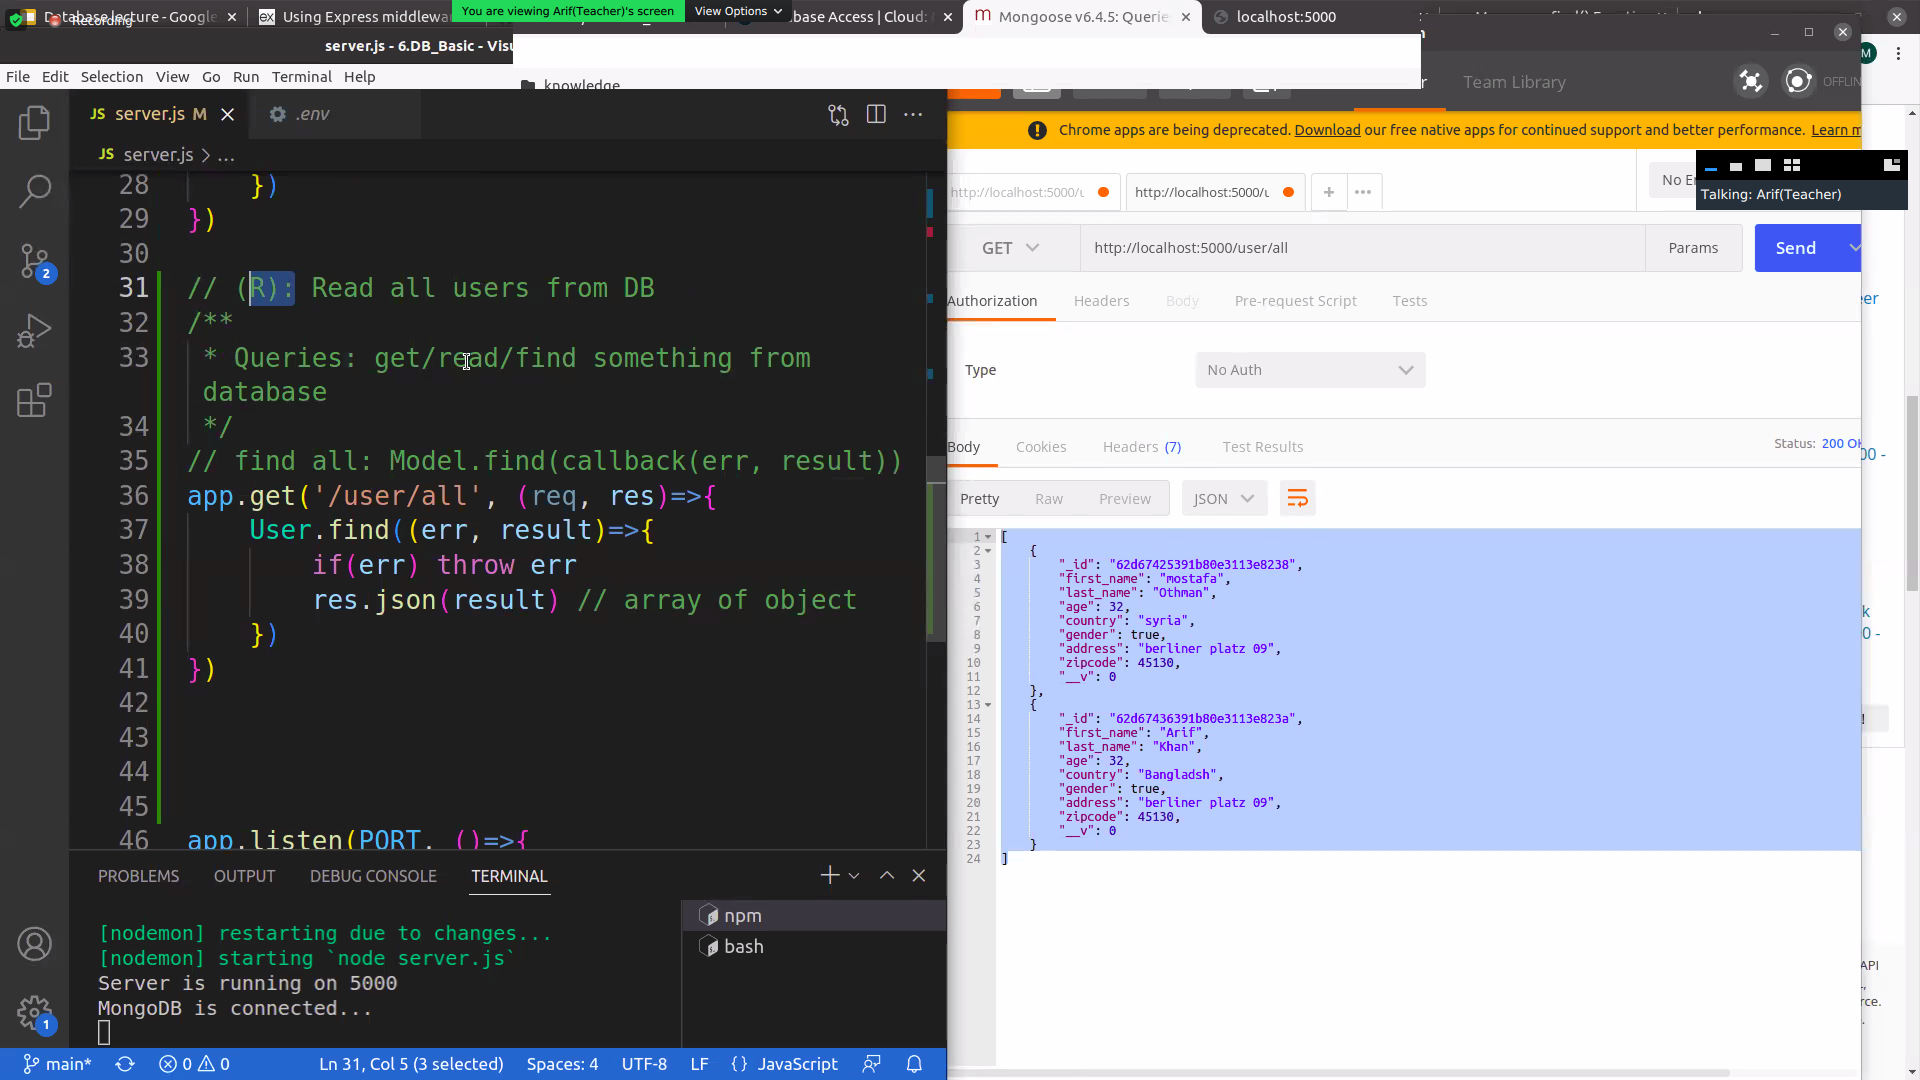 Database lecture - Google
Using Express middlewa
You are viewing Arif(Teacher)'s screen
View Options
base Access | Cloud:
Mongoose v6.4.5: Querie
localhost:5000
Recording
server.js - 6.DB_Basic - Visu
knowledge
File Edit Selection View Go Run Terminal Help
Team Library
OFFLIN
JS server.js M
.env
Chrome apps are being deprecated. Download our free native apps for continued support and better performance. Learn m
JS server.js > ...
http://localhost:5000/u
http://localhost:5000/u
No En
Talking: Arif(Teacher)
28 })
29 })
30
31 // (R): Read all users from DB
32 /**
33 * Queries: get/read/find something from
database
34 */
35 // find all: Model.find(callback(err, result))
36 app.get('/user/all', (req, res)=>{
37 User.find((err, result)=>{
38 if(err) throw err
39 res.json(result) // array of object
40 })
41 })
42
43
44
45
46 app.listen(PORT, ()=>{
GET http://localhost:5000/user/all Params Send
Authorization Headers Body Pre-request Script Tests
Type No Auth
Body Cookies Headers (7) Test Results Status: 200 O
Pretty Raw Preview JSON
1 [
2 {
3 "_id": "62d67425391b80e3113e8238",
4 "first_name": "mostafa",
5 "last_name": "Othman",
6 "age": 32,
7 "country": "syria",
8 "gender": true,
9 "address": "berliner platz 09",
10 "zipcode": 45130,
11 "__v": 0
12 },
13 {
14 "_id": "62d67436391b80e3113e823a",
15 "first_name": "Arif",
16 "last_name": "Khan",
17 "age": 32,
18 "country": "Bangladsh",
19 "gender": true,
20 "address": "berliner platz 09",
21 "zipcode": 45130,
22 "__v": 0
23 }
24 ]
PROBLEMS OUTPUT DEBUG CONSOLE TERMINAL
npm
bash
[nodemon] restarting due to changes...
[nodemon] starting `node server.js`
Server is running on 5000
MongoDB is connected...
main* 0 0 Ln 31, Col 5 (3 selected) Spaces: 4 UTF-8 LF {} JavaScript